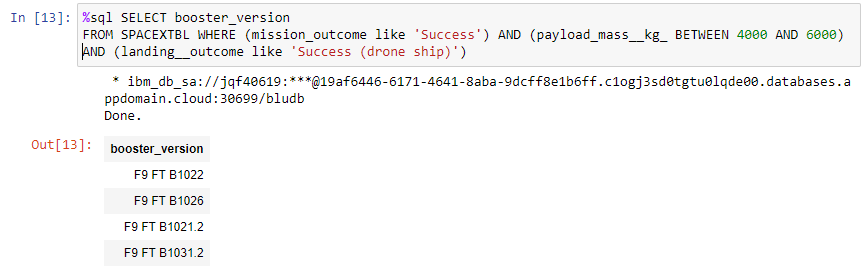 In [13]: %sql SELECT booster_version
FROM SPACEXTBL WHERE (mission_outcome like 'Success') AND (payload_mass__kg_ BETWEEN 4000 AND 6000)
AND (landing__outcome like 'Success (drone ship)')
* ibm_db_sa://jqf40619:***@19af6446-6171-4641-8aba-9dcff8e1b6ff.c1ogj3sd0tgtu0lqde00.databases.a
ppdomain.cloud:30699/bludb
Done.
Out[13]:
booster_version
F9 FT B1022
F9 FT B1026
F9 FT B1021.2
F9 FT B1031.2